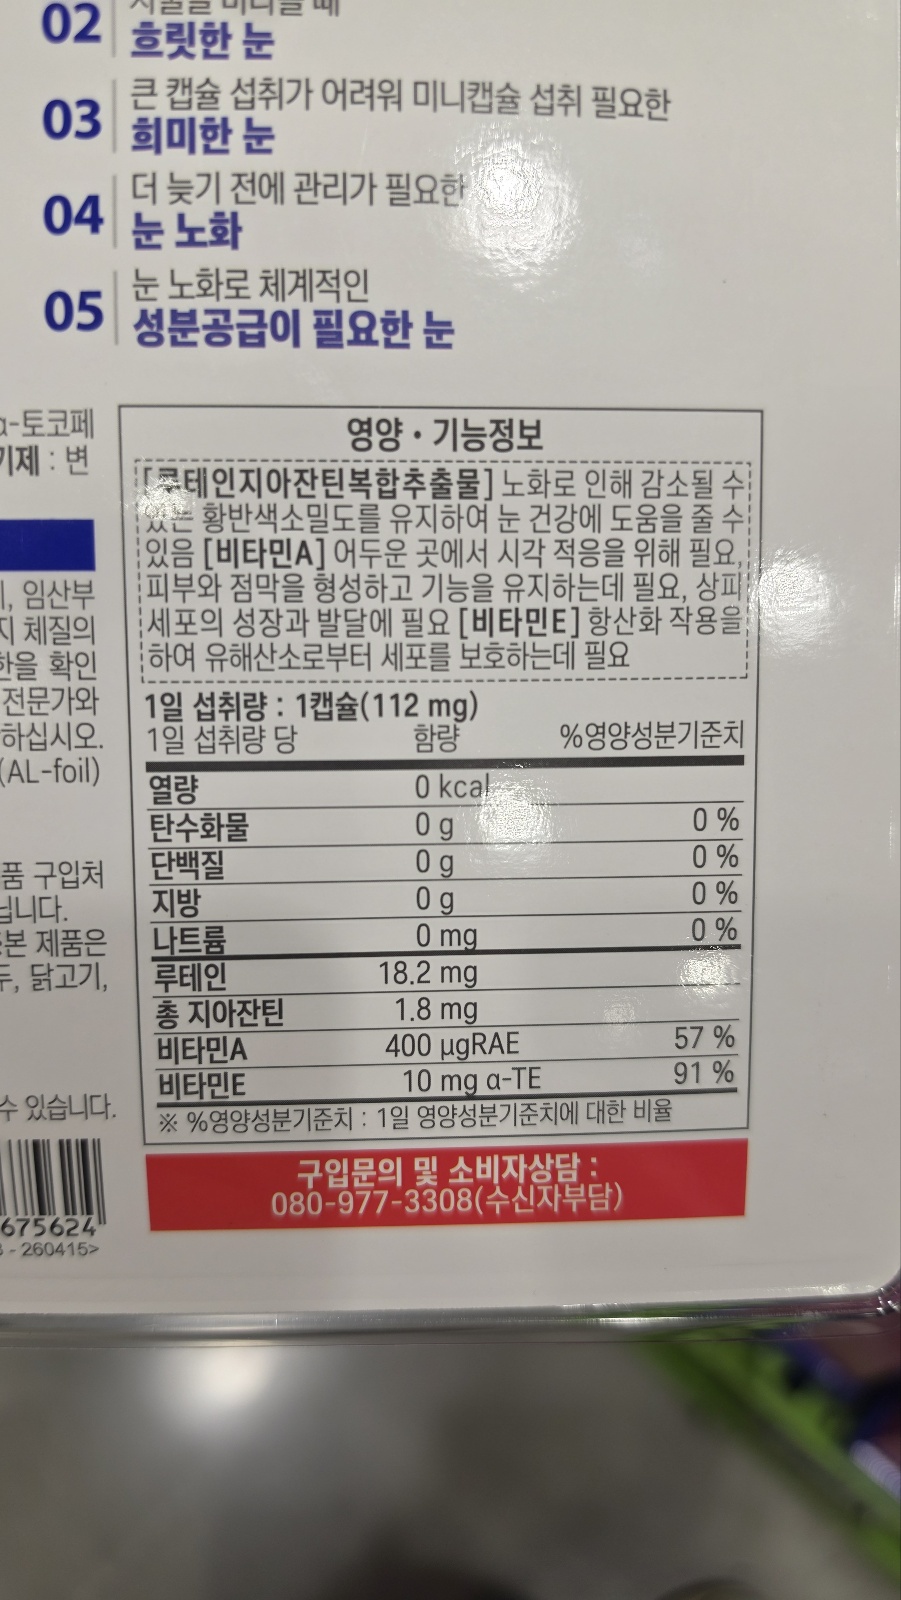 02
흐릿한 눈
큰 캡슐 섭취가 어려워 미니캡슐 섭취 필요한
03
희미한 눈
더 늦기 전에 관리가 필요한
04
눈 노화
눈 노화로 체계적인
05
성분공급이 필요한 눈
α-토코페
기제 : 변
임산부
지 체질의
한을 확인
전문가와
하십시오.
(AL-foil)
품 구입처
닙니다.
본 제품은
두, 닭고기,
수 있습니다.
675624
- 260415>
영양 • 기능정보
[루테인지아잔틴복합추출물] 노화로 인해 감소될 수
있는 황반색소밀도를 유지하여 눈 건강에 도움을 줄 수
있음 [비타민A] 어두운 곳에서 시각 적응을 위해 필요,
피부와 점막을 형성하고 기능을 유지하는데 필요, 상피
세포의 성장과 발달에 필요 [비타민E] 항산화 작용을
하여 유해산소로부터 세포를 보호하는데 필요
1일 섭취량 : 1캡슐(112 mg)
1일 섭취량 당 함량 %영양성분기준치
열량 0 kcal
탄수화물 0 g 0 %
단백질 0 g 0 %
지방 0 g 0 %
나트륨 0 mg 0 %
루테인 18.2 mg
총 지아잔틴 1.8 mg
비타민A 400 μgRAE 57 %
비타민E 10 mg α-TE 91 %
※ %영양성분기준치 : 1일 영양성분기준치에 대한 비율
구입문의 및 소비자상담 :
080-977-3308(수신자부담)